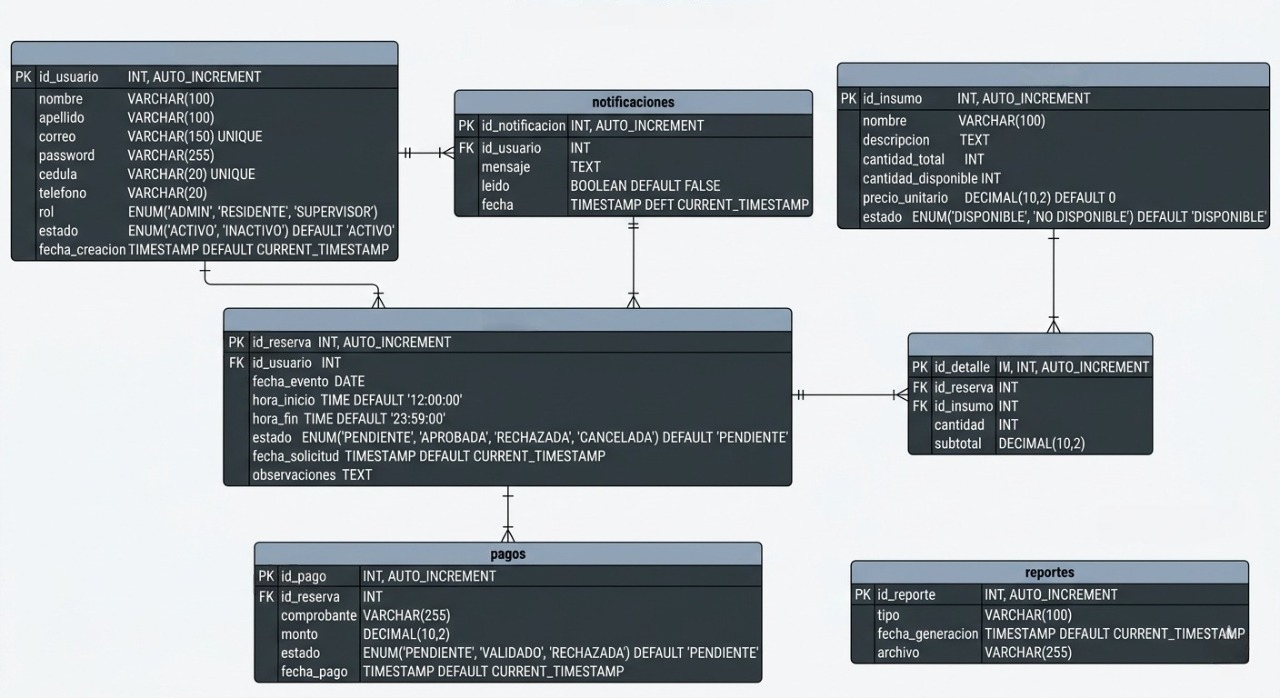 PK id_usuario INT, AUTO_INCREMENT
nombre VARCHAR(100)
apellido VARCHAR(100)
correo VARCHAR(150) UNIQUE
password VARCHAR(255)
cedula VARCHAR(20) UNIQUE
telefono VARCHAR(20)
rol ENUM('ADMIN', 'RESIDENTE', 'SUPERVISOR')
estado ENUM('ACTIVO', 'INACTIVO') DEFAULT 'ACTIVO'
fecha_creacion TIMESTAMP DEFAULT CURRENT_TIMESTAMP
notificaciones
PK id_notificacion INT, AUTO_INCREMENT
FK id_usuario INT
mensaje TEXT
leido BOOLEAN DEFAULT FALSE
fecha TIMESTAMP DEFT CURRENT_TIMESTAMP
PK id_insumo INT, AUTO_INCREMENT
nombre VARCHAR(100)
descripcion TEXT
cantidad_total INT
cantidad_disponible INT
precio_unitario DECIMAL(10,2) DEFAULT 0
estado ENUM('DISPONIBLE', 'NO DISPONIBLE') DEFAULT 'DISPONIBLE'
PK id_reserva INT, AUTO_INCREMENT
FK id_usuario INT
fecha_evento DATE
hora_inicio TIME DEFAULT '12:00:00'
hora_fin TIME DEFAULT '23:59:00'
estado ENUM('PENDIENTE', 'APROBADA', 'RECHAZADA', 'CANCELADA') DEFAULT 'PENDIENTE'
fecha_solicitud TIMESTAMP DEFAULT CURRENT_TIMESTAMP
observaciones TEXT
PK id_detalle INT, AUTO_INCREMENT
FK id_reserva INT
FK id_insumo INT
cantidad INT
subtotal DECIMAL(10,2)
pagos
PK id_pago INT, AUTO_INCREMENT
FK id_reserva INT
comprobante VARCHAR(255)
monto DECIMAL(10,2)
estado ENUM('PENDIENTE', 'VALIDADO', 'RECHAZADA') DEFAULT 'PENDIENTE'
fecha_pago TIMESTAMP DEFAULT CURRENT_TIMESTAMP
reportes
PK id_reporte INT, AUTO_INCREMENT
tipo VARCHAR(100)
fecha_generacion TIMESTAMP DEFAULT CURRENT_TIMESTAMP
archivo VARCHAR(255)